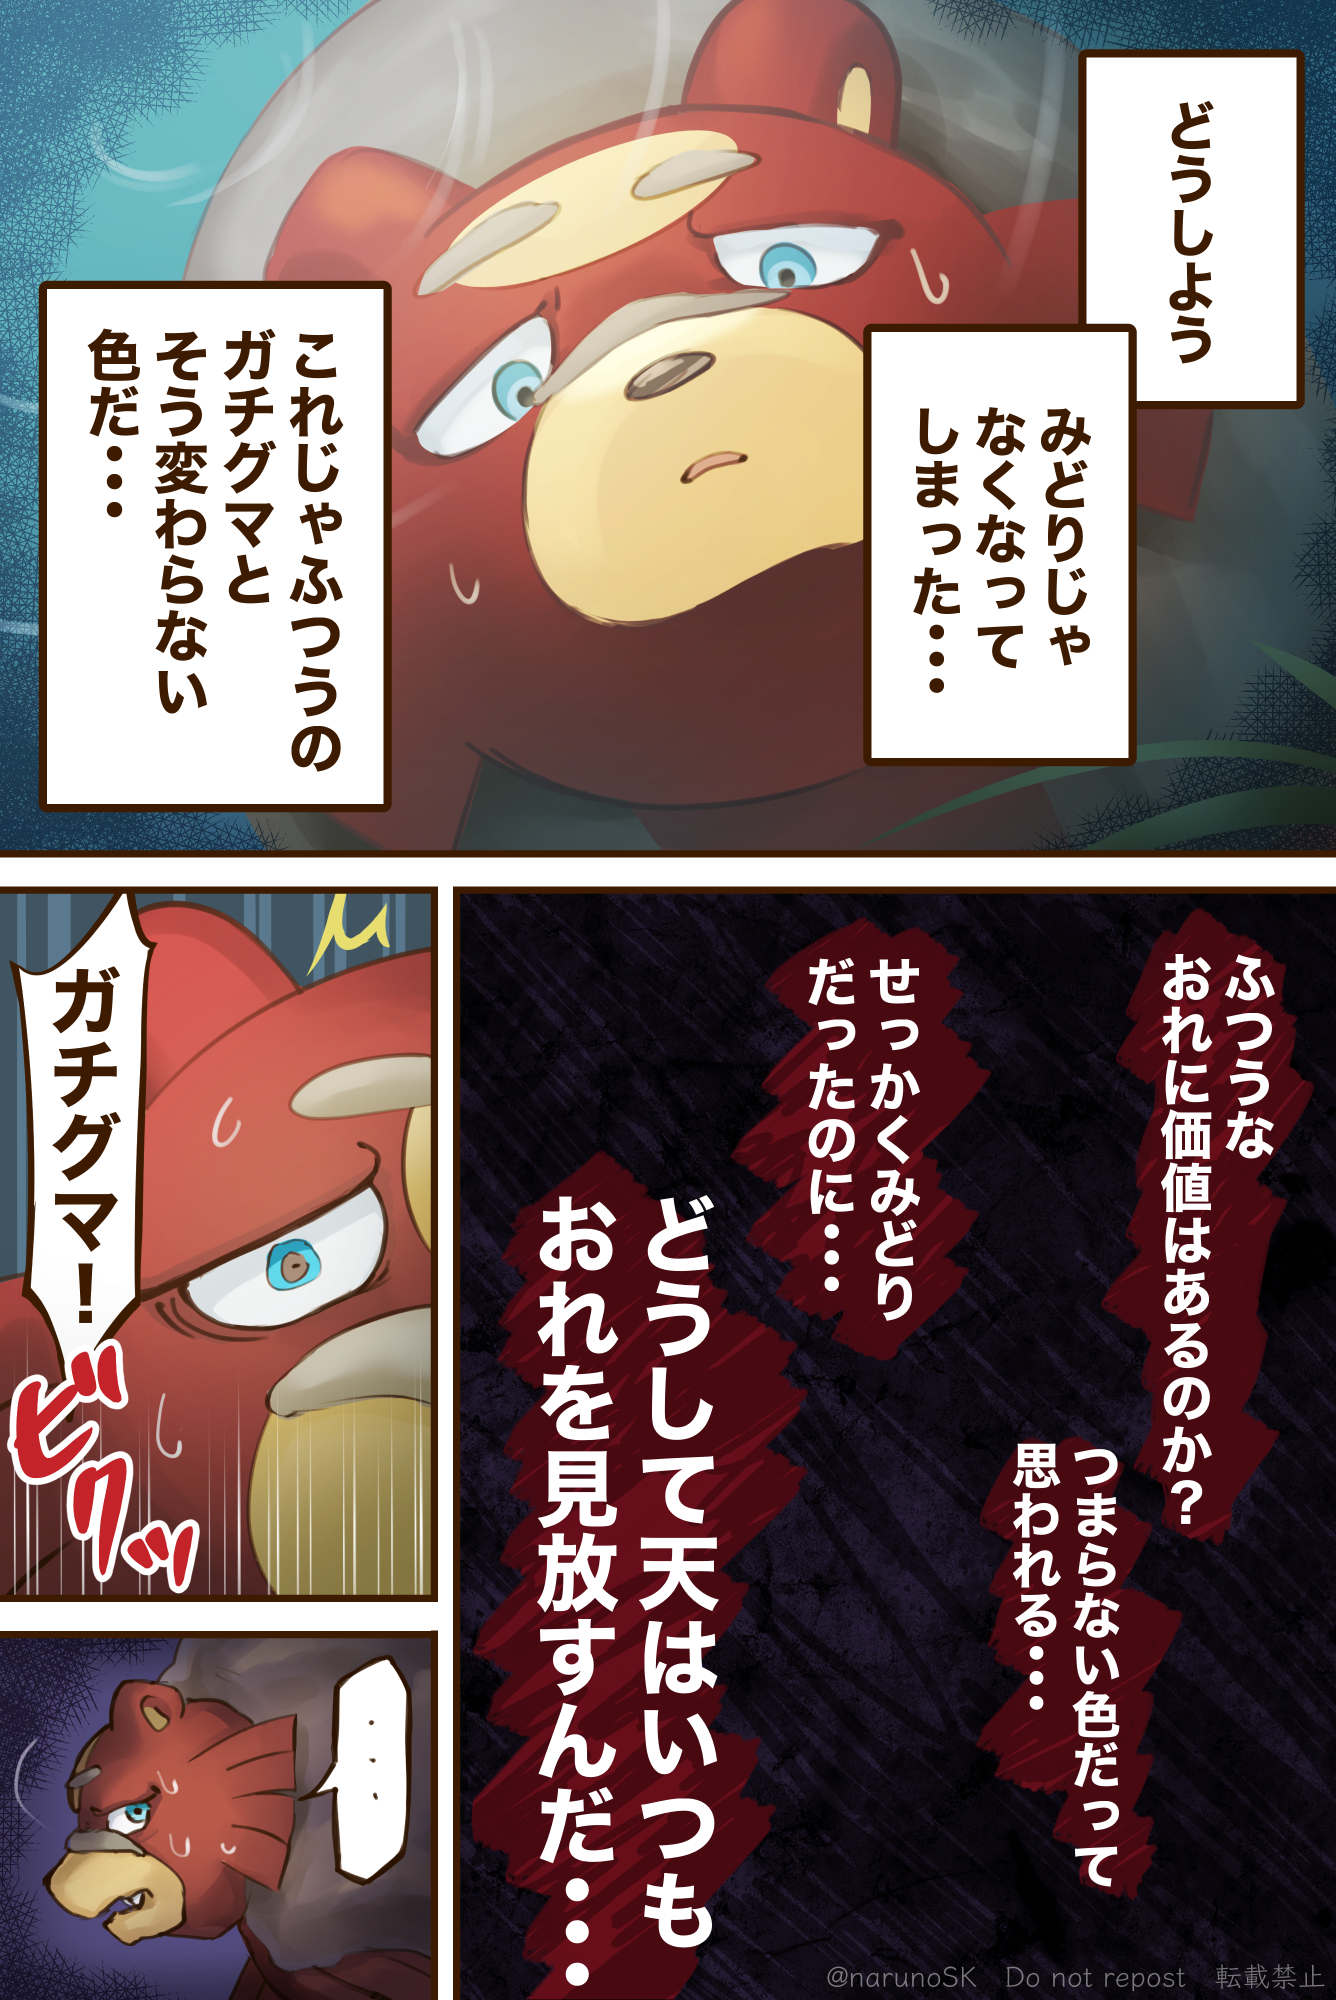 どうしよう
みどりじゃ
なくなって
しまった・・・
これじゃふつうの
ガチグマと
そう変わらない
色だ・・・
ふつうな
おれに価値はあるのか?
つまらない色だって
思われる・・・
せっかくみどり
だったのに・・・
どうして天はいつも
おれを見放すんだ・・・
ガチグマ!
ビクッ
・・・
@narunoSK Do not repost 転載禁止